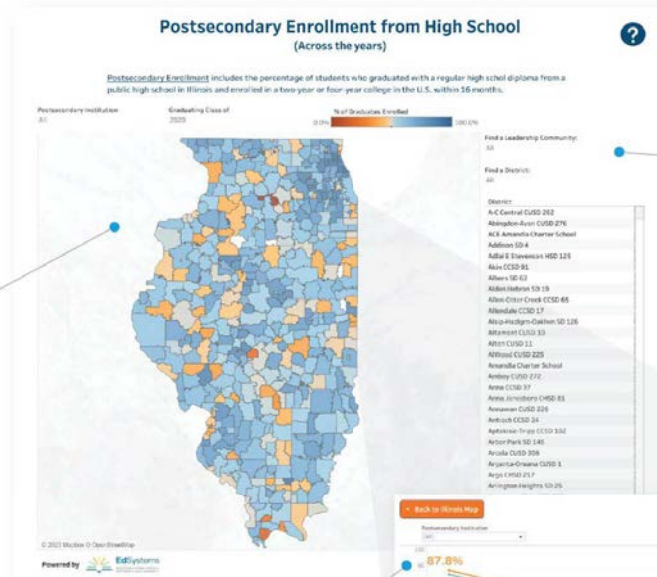 Postsecondary Enrollment from High School
(Across the years)
?
Postsecondary Enrollment includes the percentage of students who graduated with a regular high schol diploma from a
public high school in Illinois and enrolled in a two-year or four-year college in the U.S. within 16 months.
Postsecondary Institution
All
Graduating Class of
2020
% of Graduates Enrolled
0.0%
100.0%
Find a Leadership Community:
All
Find a District:
All
District
A-C Central CUSD 262
Abingdon-Avon CUSD 276
ACE Amandla Charter School
Addison SD 4
Adlai E Stevenson HSD 125
Akin CCSD 91
Albers SD 63
Alden Hebron SD 19
Allen-Otter Creek CCSD 65
Allendale CCSD 17
Alsip-Hazlgrn-Oaklwn SD 126
Altamont CUSD 10
Alton CUSD 11
AlWood CUSD 225
Amandla Charter School
Amboy CUSD 272
Anna CCSD 37
Anna Jonesboro CHSD 81
Annawan CUSD 226
Antioch CCSD 34
Aptakisic-Tripp CCSD 102
Arbor Park SD 145
Arcola CUSD 306
Argenta-Oreana CUSD 1
Argo CHSD 217
Arlington Heights SD 25
© 2023 Mapbox © OpenStreetMap
Powered by
EdSystems
Back to Illinois Map
Postsecondary Institution
87.8%